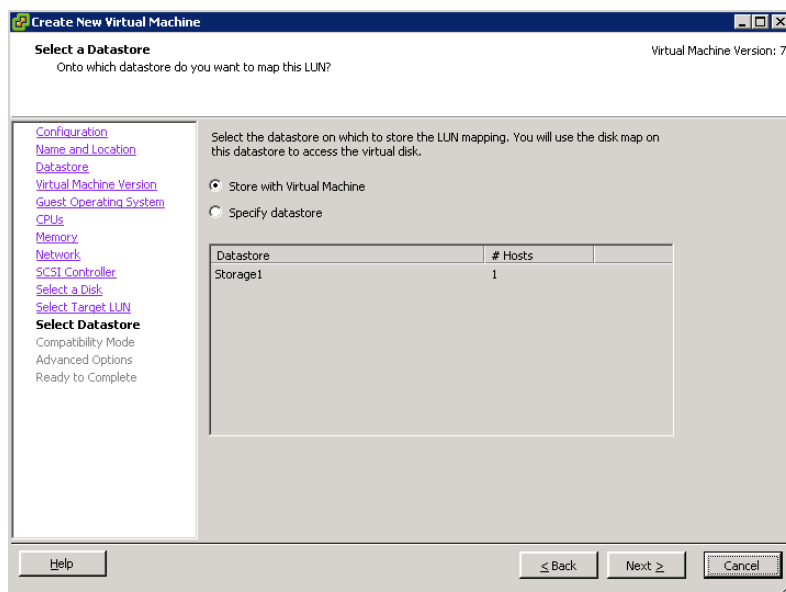 Create New Virtual Machine
Select a Datastore
Virtual Machine Version: 7
Onto which datastore do you want to map this LUN?
Configuration
Name and Location
Datastore
Virtual Machine Version
Guest Operating System
CPUs
Memory
Network
SCSI Controller
Select a Disk
Select Target LUN
Select Datastore
Compatibility Mode
Advanced Options
Ready to Complete
Select the datastore on which to store the LUN mapping. You will use the disk map on
this datastore to access the virtual disk.
Store with Virtual Machine
Specify datastore
Datastore # Hosts
Storage1 1
Help
< Back
Next >
Cancel